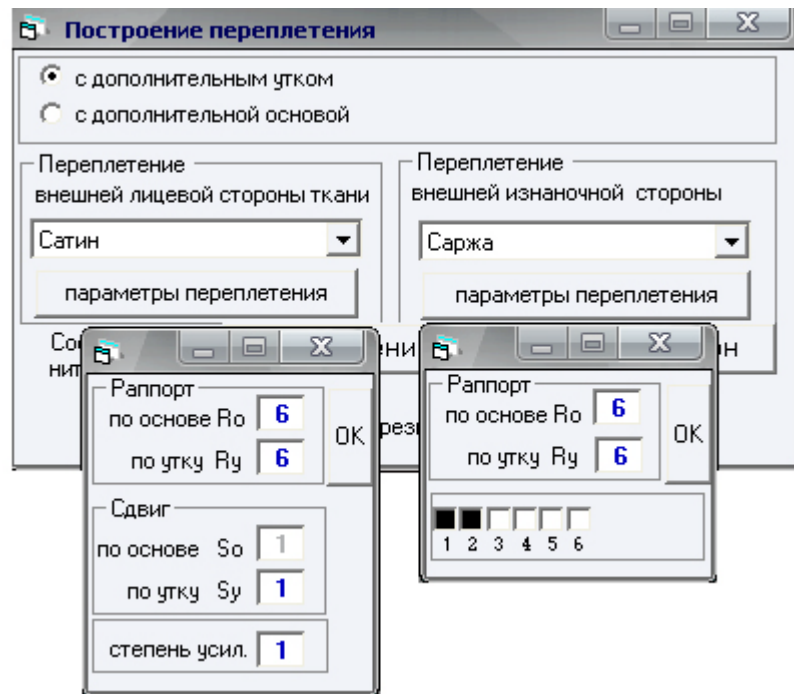 Построение переплетения
с дополнительным утком
с дополнительной основой
Переплетение
внешней лицевой стороны ткани
Сатин
параметры переплетения
Переплетение
внешней изнаночной стороны
Саржа
параметры переплетения
Раппорт
по основе Ro 6
по утку Ry 6
OK
Сдвиг
по основе So 1
по утку Sy 1
степень усил. 1
Раппорт
по основе Ro 6
по утку Ry 6
OK
1 2 3 4 5 6